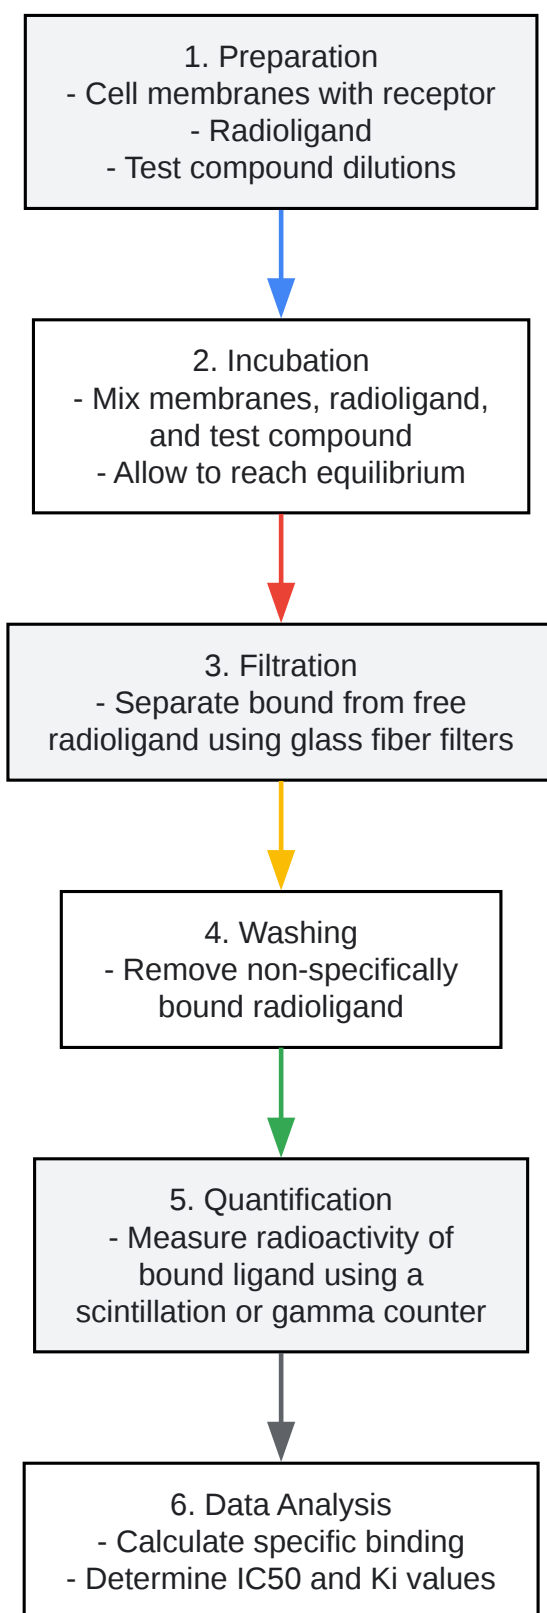 1. Preparation
- Cell membranes with receptor
- Radioligand
- Test compound dilutions
2. Incubation
- Mix membranes, radioligand,
and test compound
- Allow to reach equilibrium
3. Filtration
- Separate bound from free
radioligand using glass fiber filters
4. Washing
- Remove non-specifically
bound radioligand
5. Quantification
- Measure radioactivity of
bound ligand using a
scintillation or gamma counter
6. Data Analysis
- Calculate specific binding
- Determine IC50 and Ki values